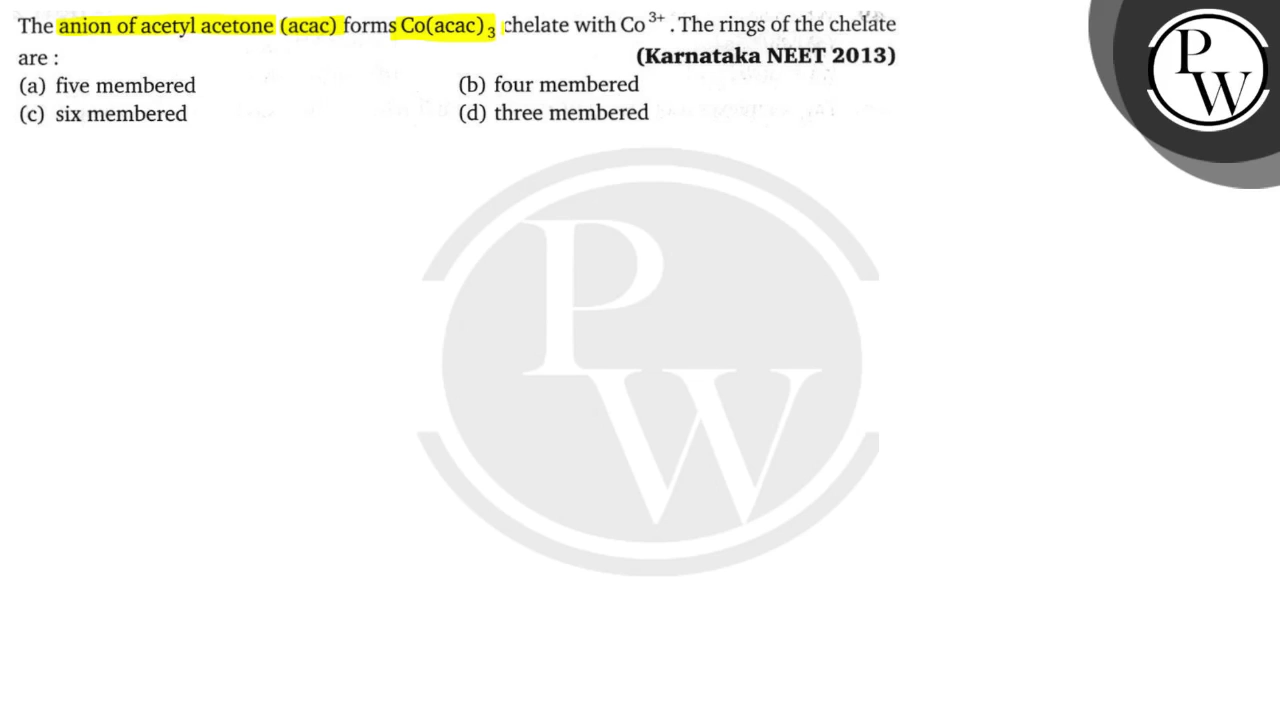 The anion of acetyl acetone (acac) forms Co(acac)₃ chelate with Co³⁺. The rings of the chelate
are :
(Karnataka NEET 2013)
(a) five membered
(b) four membered
(c) six membered
(d) three membered
P
W
P
W